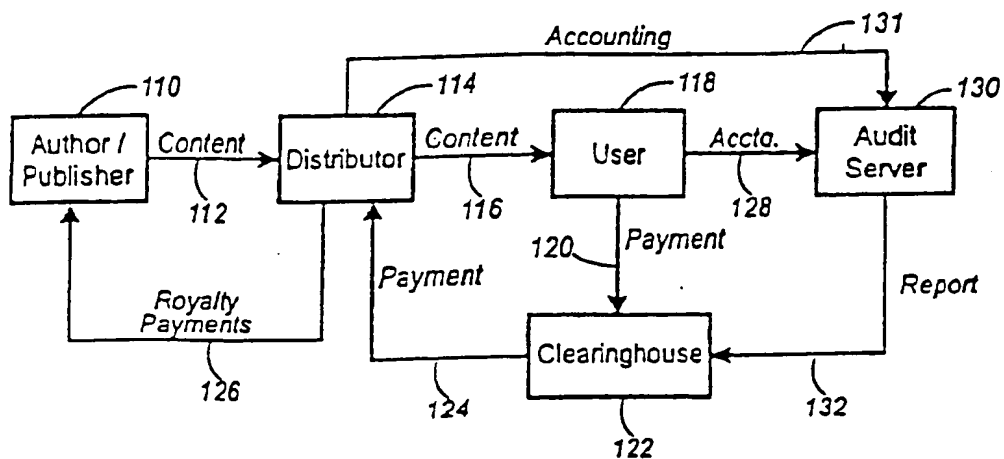 Accounting
131
110
114
118
130
Author /
Publisher
Content
112
Distributor
Content
116
User
Accta.
128
Audit
Server
120
Payment
Payment
Report
Royalty
Payments
126
124
Clearinghouse
122
132